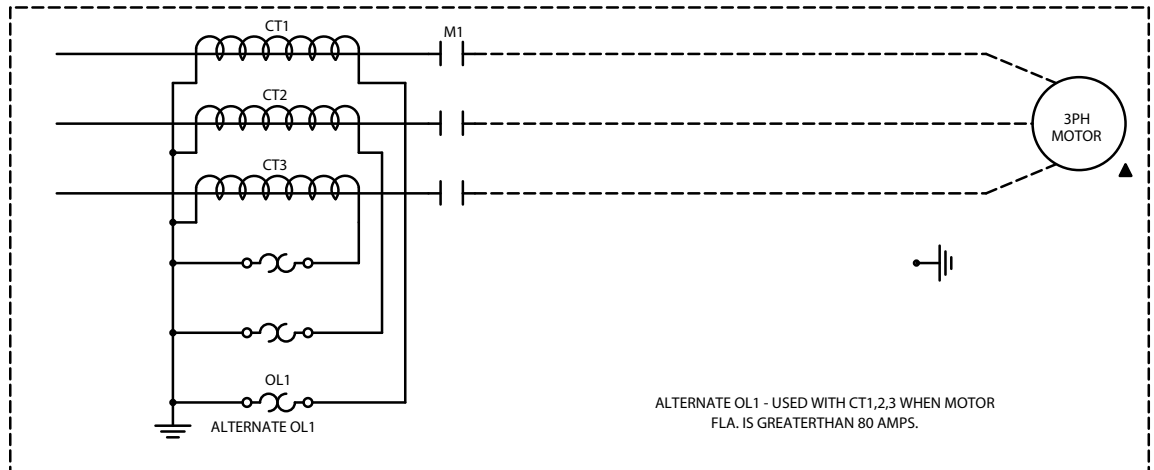 CT1
M1
CT2
3PH
MOTOR
CT3
OL1
ALTERNATE OL1
ALTERNATE OL1 - USED WITH CT1,2,3 WHEN MOTOR
FLA. IS GREATERTHAN 80 AMPS.